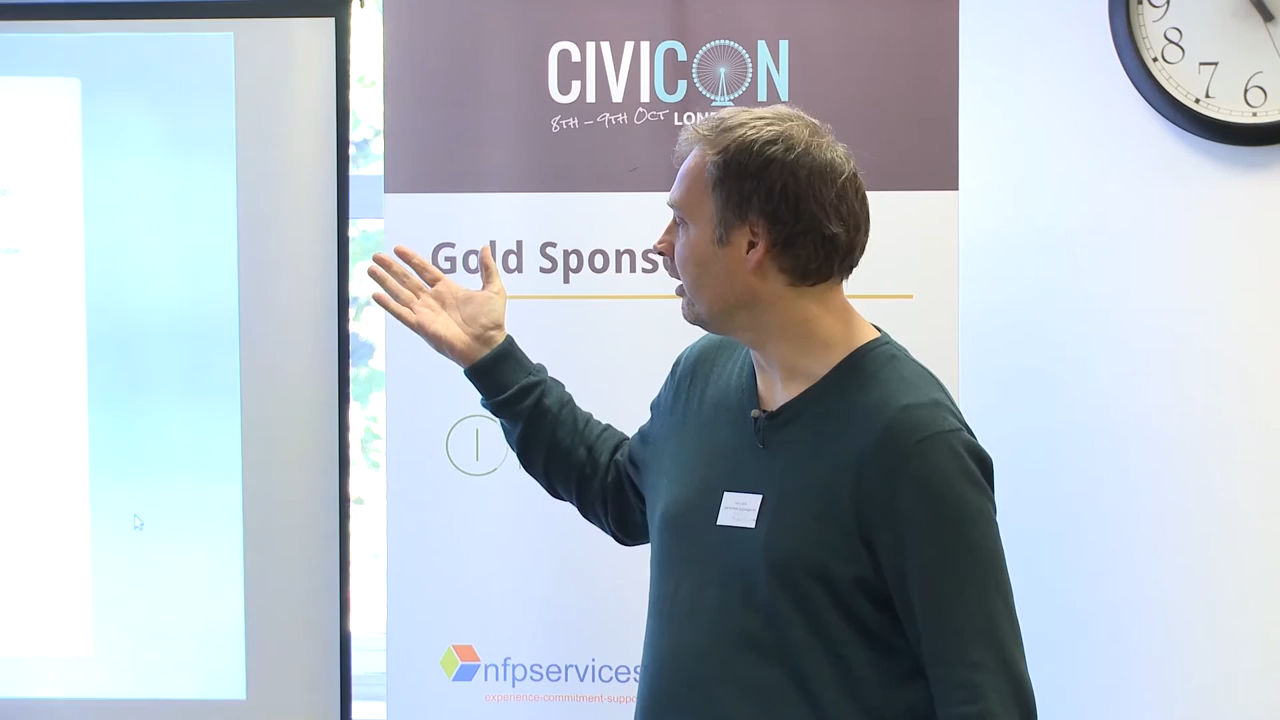 CIVICON
8TH - 9TH OCT LON
Gold Spons
nfpservices
experience-commitment-suppo
9
8
7
6